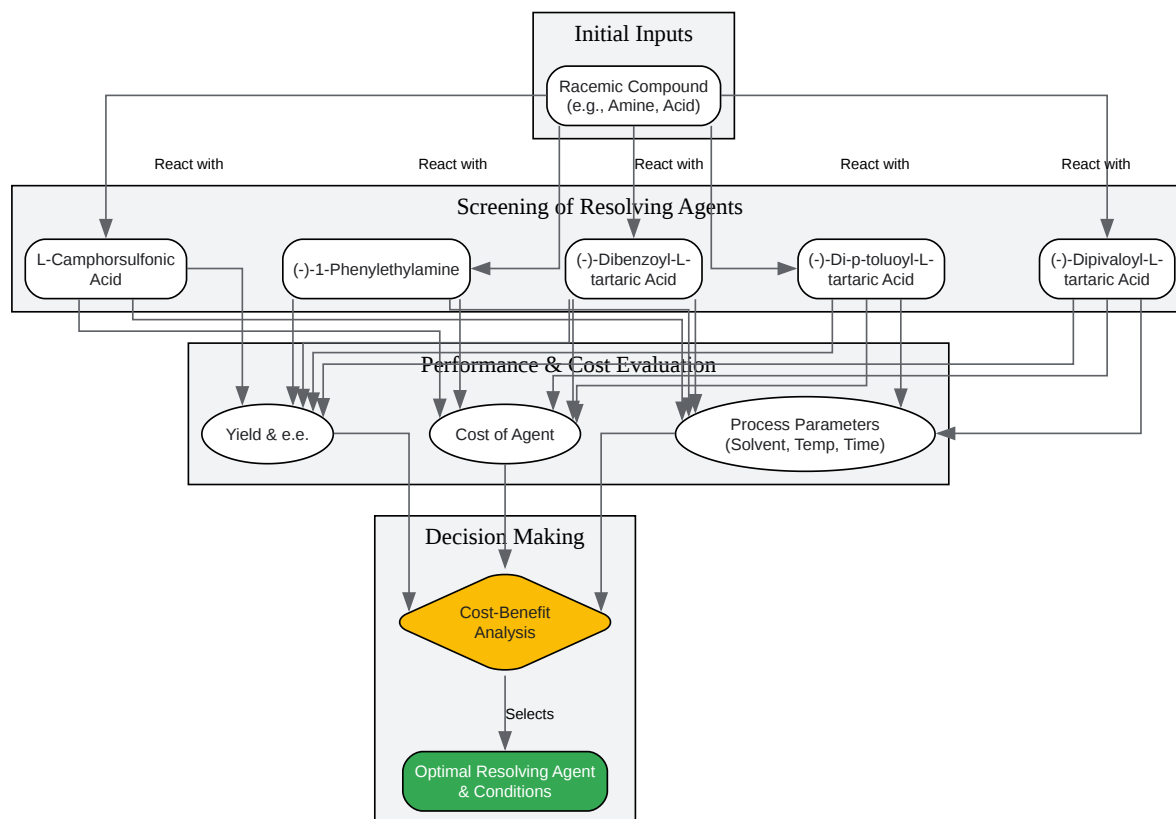 Initial Inputs
Racemic Compound
(e.g., Amine, Acid)
React with
React with
React with
React with
React with
Screening of Resolving Agents
L-Camphorsulfonic
Acid
(-)-1-Phenylethylamine
(-)-Dibenzoyl-L-
tartaric Acid
(-)-Di-p-toluoyl-L-
tartaric Acid
(-)-Dipivaloyl-L-
tartaric Acid
Performance & Cost Evaluation
Yield & e.e.
Cost of Agent
Process Parameters
(Solvent, Temp, Time)
Decision Making
Cost-Benefit
Analysis
Selects
Optimal Resolving Agent
& Conditions